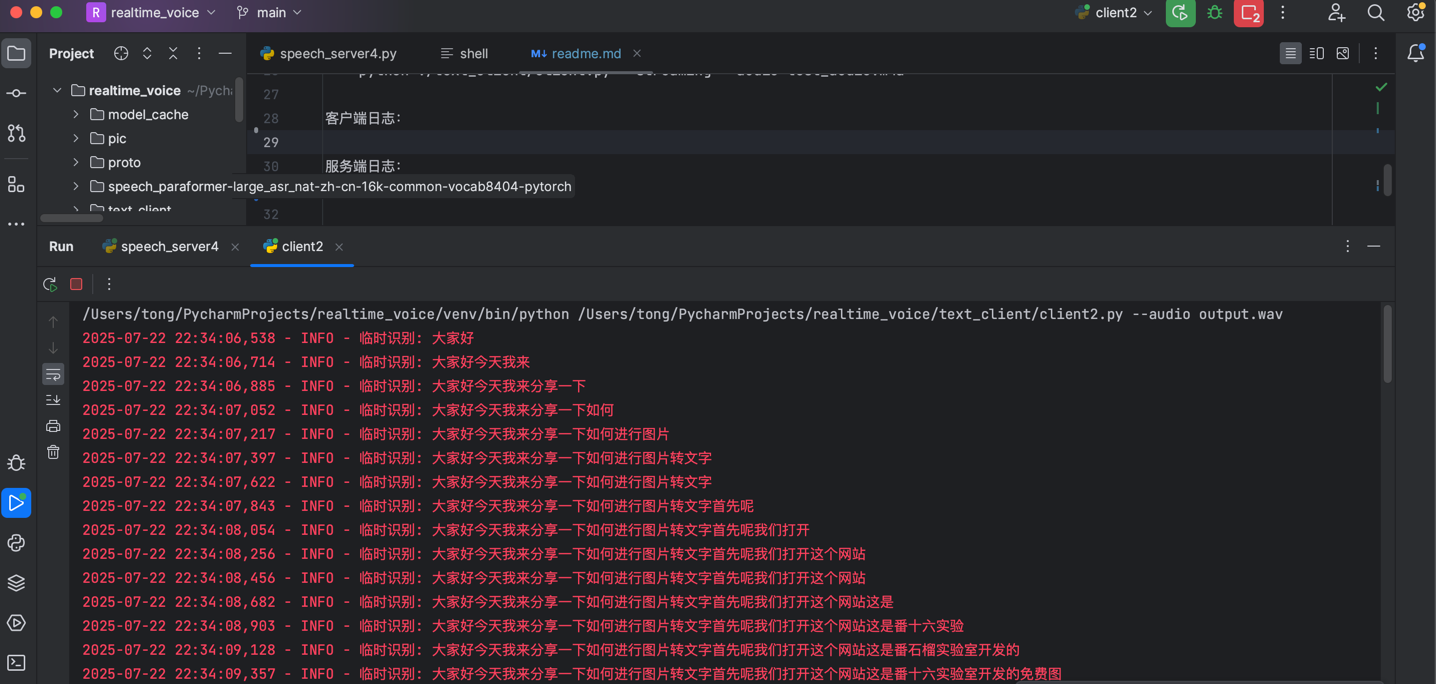 R realtime_voice main client2 2
Project
speech_server4.py shell M↓ readme.md
realtime_voice ~/Pycha
model_cache
pic
proto
speech_paraformer-large_asr_nat-zh-cn-16k-common-vocab8404-pytorch
text_client
27
28 客户端日志:
29
30 服务端日志:
32
Run speech_server4 client2
/Users/tong/PycharmProjects/realtime_voice/venv/bin/python /Users/tong/PycharmProjects/realtime_voice/text_client/client2.py --audio output.wav
2025-07-22 22:34:06,538 - INFO - 临时识别: 大家好
2025-07-22 22:34:06,714 - INFO - 临时识别: 大家好今天我来
2025-07-22 22:34:06,885 - INFO - 临时识别: 大家好今天我来分享一下
2025-07-22 22:34:07,052 - INFO - 临时识别: 大家好今天我来分享一下如何
2025-07-22 22:34:07,217 - INFO - 临时识别: 大家好今天我来分享一下如何进行图片
2025-07-22 22:34:07,397 - INFO - 临时识别: 大家好今天我来分享一下如何进行图片转文字
2025-07-22 22:34:07,622 - INFO - 临时识别: 大家好今天我来分享一下如何进行图片转文字
2025-07-22 22:34:07,843 - INFO - 临时识别: 大家好今天我来分享一下如何进行图片转文字首先呢
2025-07-22 22:34:08,054 - INFO - 临时识别: 大家好今天我来分享一下如何进行图片转文字首先呢我们打开
2025-07-22 22:34:08,256 - INFO - 临时识别: 大家好今天我来分享一下如何进行图片转文字首先呢我们打开这个网站
2025-07-22 22:34:08,456 - INFO - 临时识别: 大家好今天我来分享一下如何进行图片转文字首先呢我们打开这个网站
2025-07-22 22:34:08,682 - INFO - 临时识别: 大家好今天我来分享一下如何进行图片转文字首先呢我们打开这个网站这是
2025-07-22 22:34:08,903 - INFO - 临时识别: 大家好今天我来分享一下如何进行图片转文字首先呢我们打开这个网站这是番十六实验
2025-07-22 22:34:09,128 - INFO - 临时识别: 大家好今天我来分享一下如何进行图片转文字首先呢我们打开这个网站这是番石榴实验室开发的
2025-07-22 22:34:09,357 - INFO - 临时识别: 大家好今天我来分享一下如何进行图片转文字首先呢我们打开这个网站这是番十六实验室开发的免费图